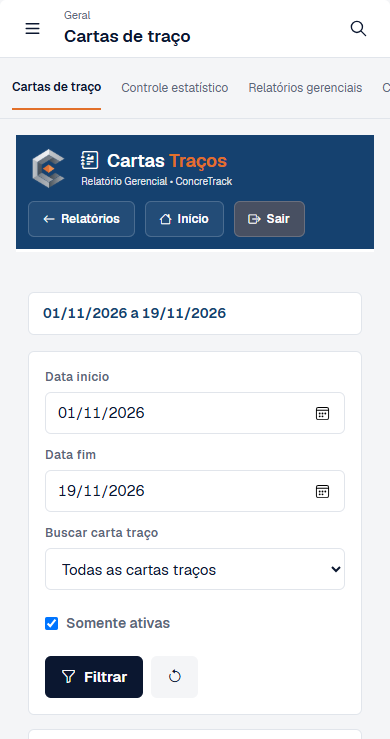 Geral
Cartas de traço
Cartas de traço Controle estatístico Relatórios gerenciais C
Cartas Traços
Relatório Gerencial • ConcreTrack
Relatórios Início Sair
01/11/2026 a 19/11/2026
Data início
01/11/2026
Data fim
19/11/2026
Buscar carta traço
Todas as cartas traços
Somente ativas
Filtrar